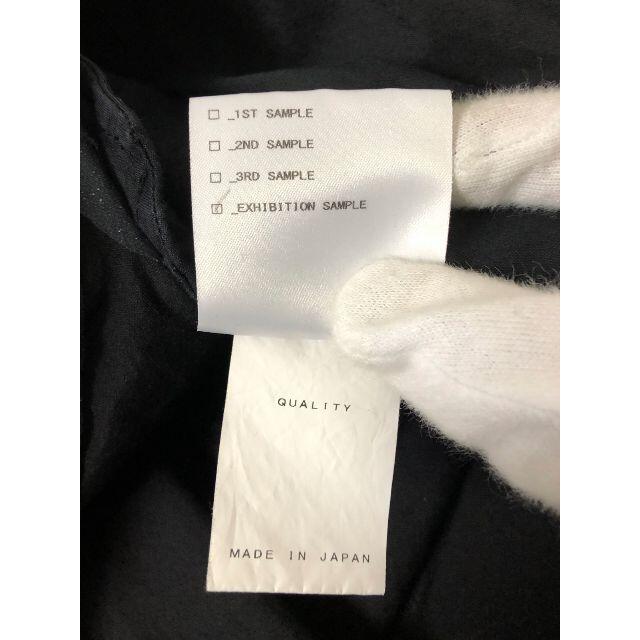 ☐ _1ST SAMPLE
☐ _2ND SAMPLE
☐ _3RD SAMPLE
☑ _EXHIBITION SAMPLE
QUALITY
MADE IN JAPAN